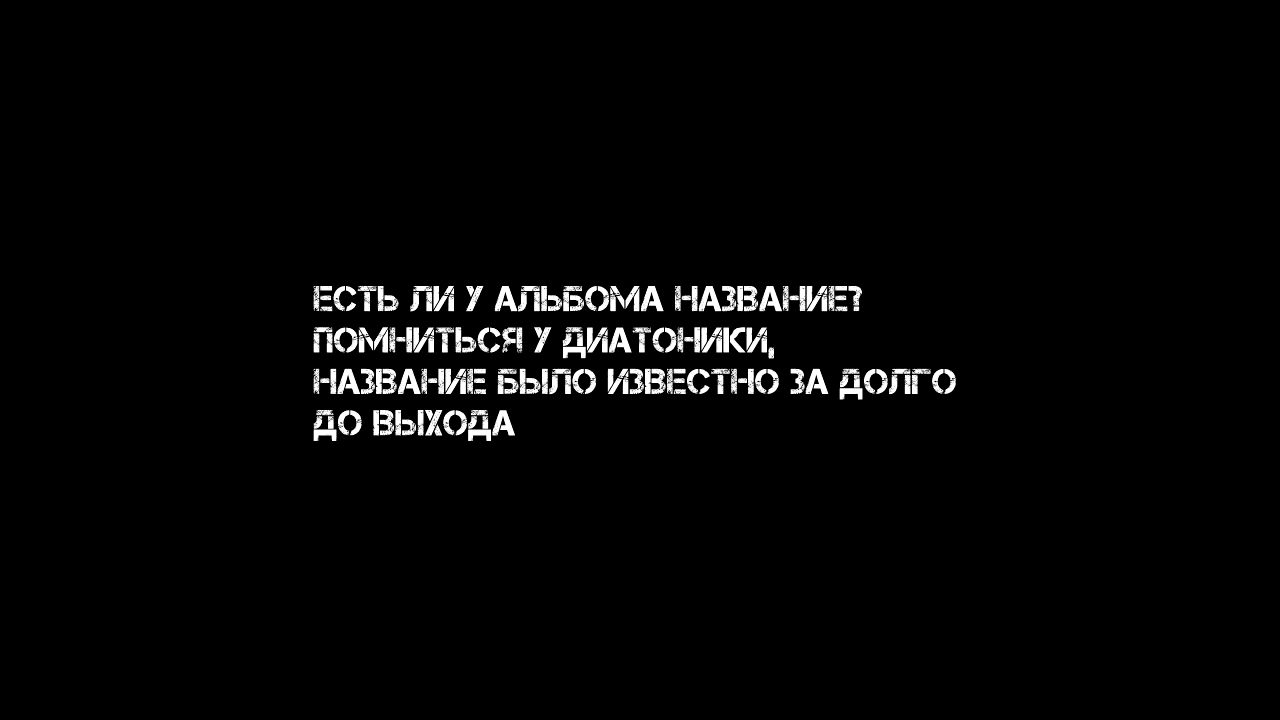 ЕСТЬ ЛИ У АЛЬБОМА НАЗВАНИЕ?
ПОМНИТЬСЯ У ДИАТОНИКИ,
НАЗВАНИЕ БЫЛО ИЗВЕСТНО ЗА ДОЛГО
ДО ВЫХОДА